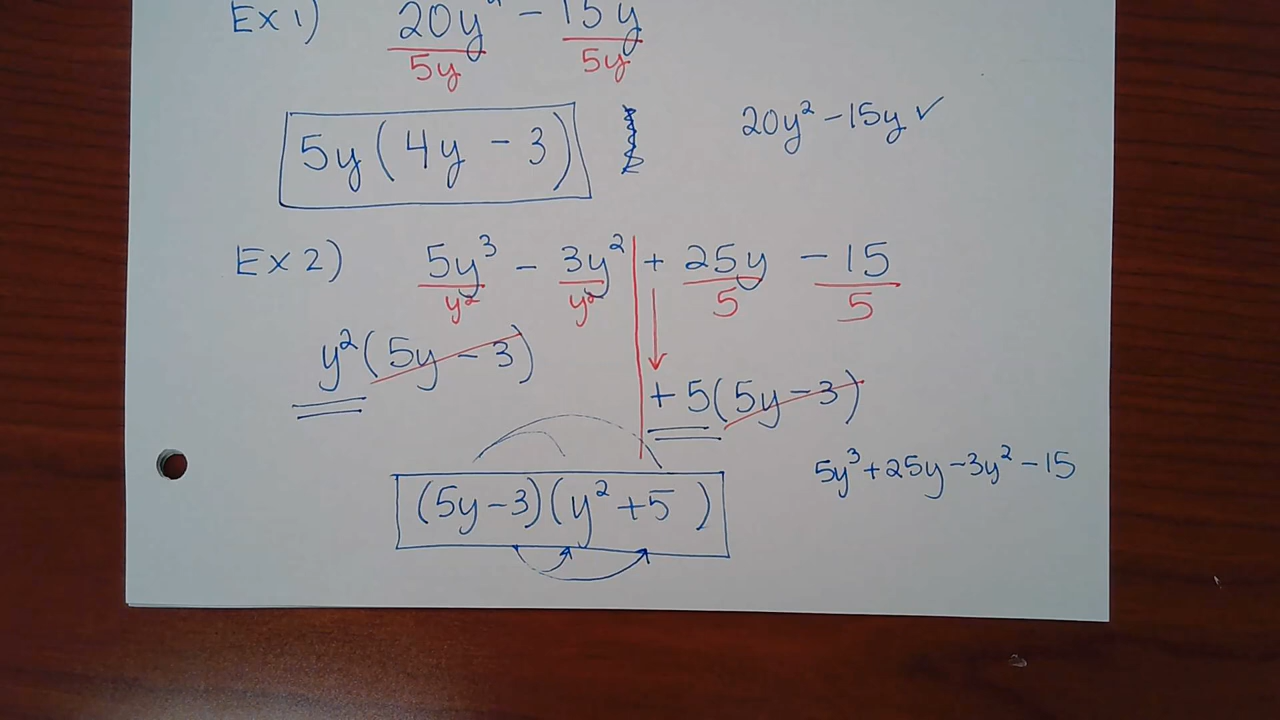 Ex 1) 20y² - 15y
5y 5y
5y(4y - 3) 20y² - 15y ✓
Ex 2) 5y³ - 3y² + 25y - 15
y² y² 5 5
y²(5y - 3)
+ 5(5y - 3)
5y³ + 25y - 3y² - 15
(5y - 3)(y² + 5)